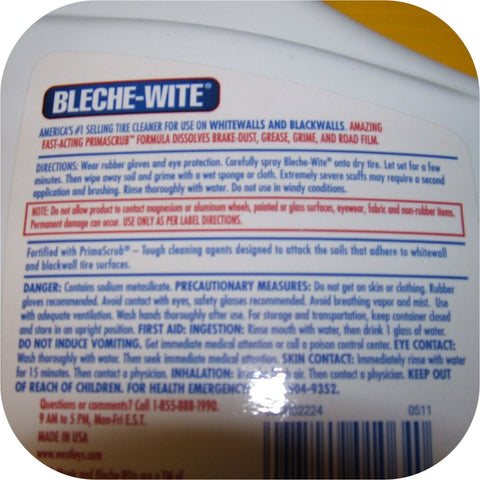 BLECHE-WITE®
AMERICA'S #1 SELLING TIRE CLEANER FOR USE ON WHITEWALLS AND BLACKWALLS. AMAZING
FAST-ACTING PRIMASCRUB™ FORMULA DISSOLVES BRAKE-DUST, GREASE, GRIME, AND ROAD FILM.
DIRECTIONS: Wear rubber gloves and eye protection. Carefully spray Bleche-Wite® onto dry tire. Let set for a few
minutes. Then wipe away soil and grime with a wet sponge or cloth. Extremely severe scuffs may require a second
application and brushing. Rinse thoroughly with water. Do not use in windy conditions.
NOTE: Do not allow product to contact magnesium or aluminum wheels, painted or glass surfaces, eyewear, fabric and non-rubber items.
Permanent damage can occur. USE ONLY AS PER LABEL DIRECTIONS.
Fortified with PrimaScrub™ – Tough cleaning agents designed to attack the soils that adhere to whitewall
and blackwall tire surfaces.
DANGER: Contains sodium metasilicate. PRECAUTIONARY MEASURES: Do not get on skin or clothing. Rubber
gloves recommended. Avoid contact with eyes, safety glasses recommended. Avoid breathing vapor and mist. Use
with adequate ventilation. Wash hands thoroughly after use. For storage and transportation, keep container closed
and store in an upright position. FIRST AID: INGESTION: Rinse mouth with water, then drink 1 glass of water.
DO NOT INDUCE VOMITING. Get immediate medical attention or call a poison control center. EYE CONTACT:
Wash thoroughly with water. Then seek immediate medical attention. SKIN CONTACT: Immediately rinse with water
for 15 minutes. Then contact a physician. INHALATION: air. Then contact a physician. KEEP OUT
OF REACH OF CHILDREN. FOR HEALTH EMERGENCY 04-9352.
Questions or comments? Call 1-855-888-1990. 02224 0511
9 AM to 5 PM, Mon-Fri E.S.T.
MADE IN USA
www.westleys.com
and Bleche-Wite are a TM of